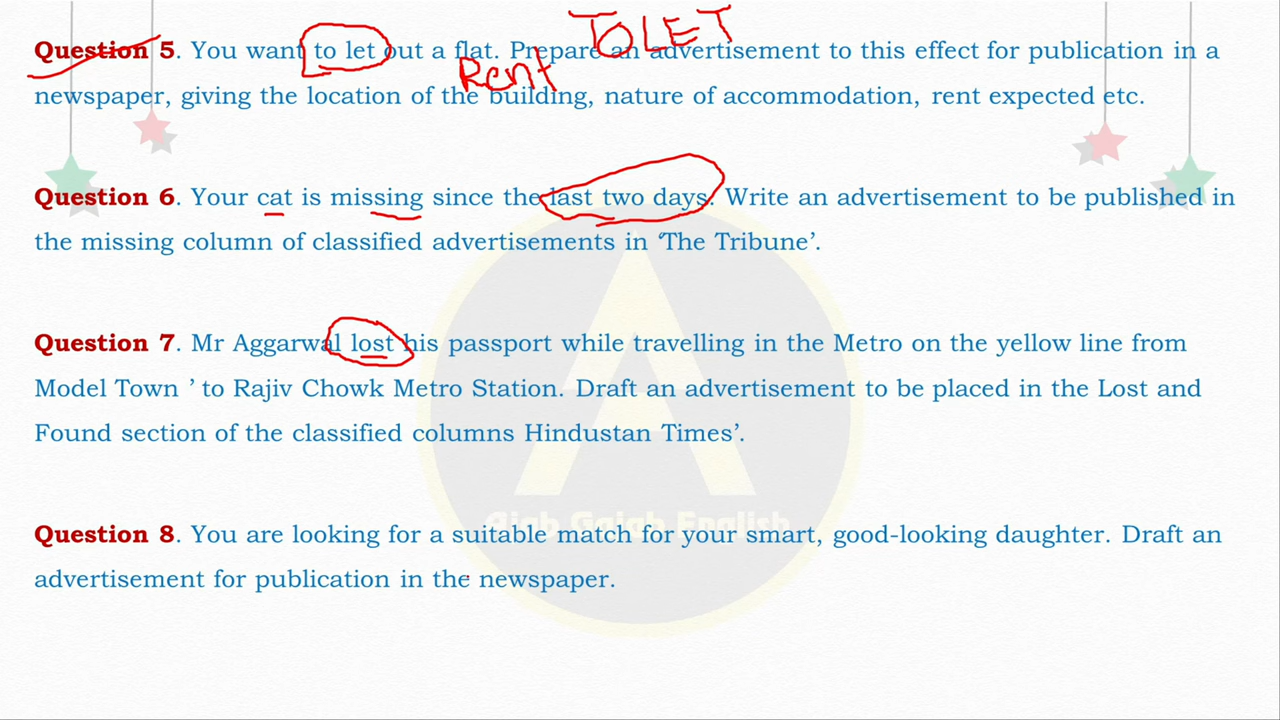 TOLET
Question 5. You want to let out a flat. Prepare an advertisement to this effect for publication in a
Rent
newspaper, giving the location of the building, nature of accommodation, rent expected etc.
Question 6. Your cat is missing since the last two days. Write an advertisement to be published in
the missing column of classified advertisements in ‘The Tribune’.
Question 7. Mr Aggarwal lost his passport while travelling in the Metro on the yellow line from
Model Town ’ to Rajiv Chowk Metro Station. Draft an advertisement to be placed in the Lost and
Found section of the classified columns Hindustan Times’.
Ajab Gajab English
Question 8. You are looking for a suitable match for your smart, good-looking daughter. Draft an
advertisement for publication in the newspaper.